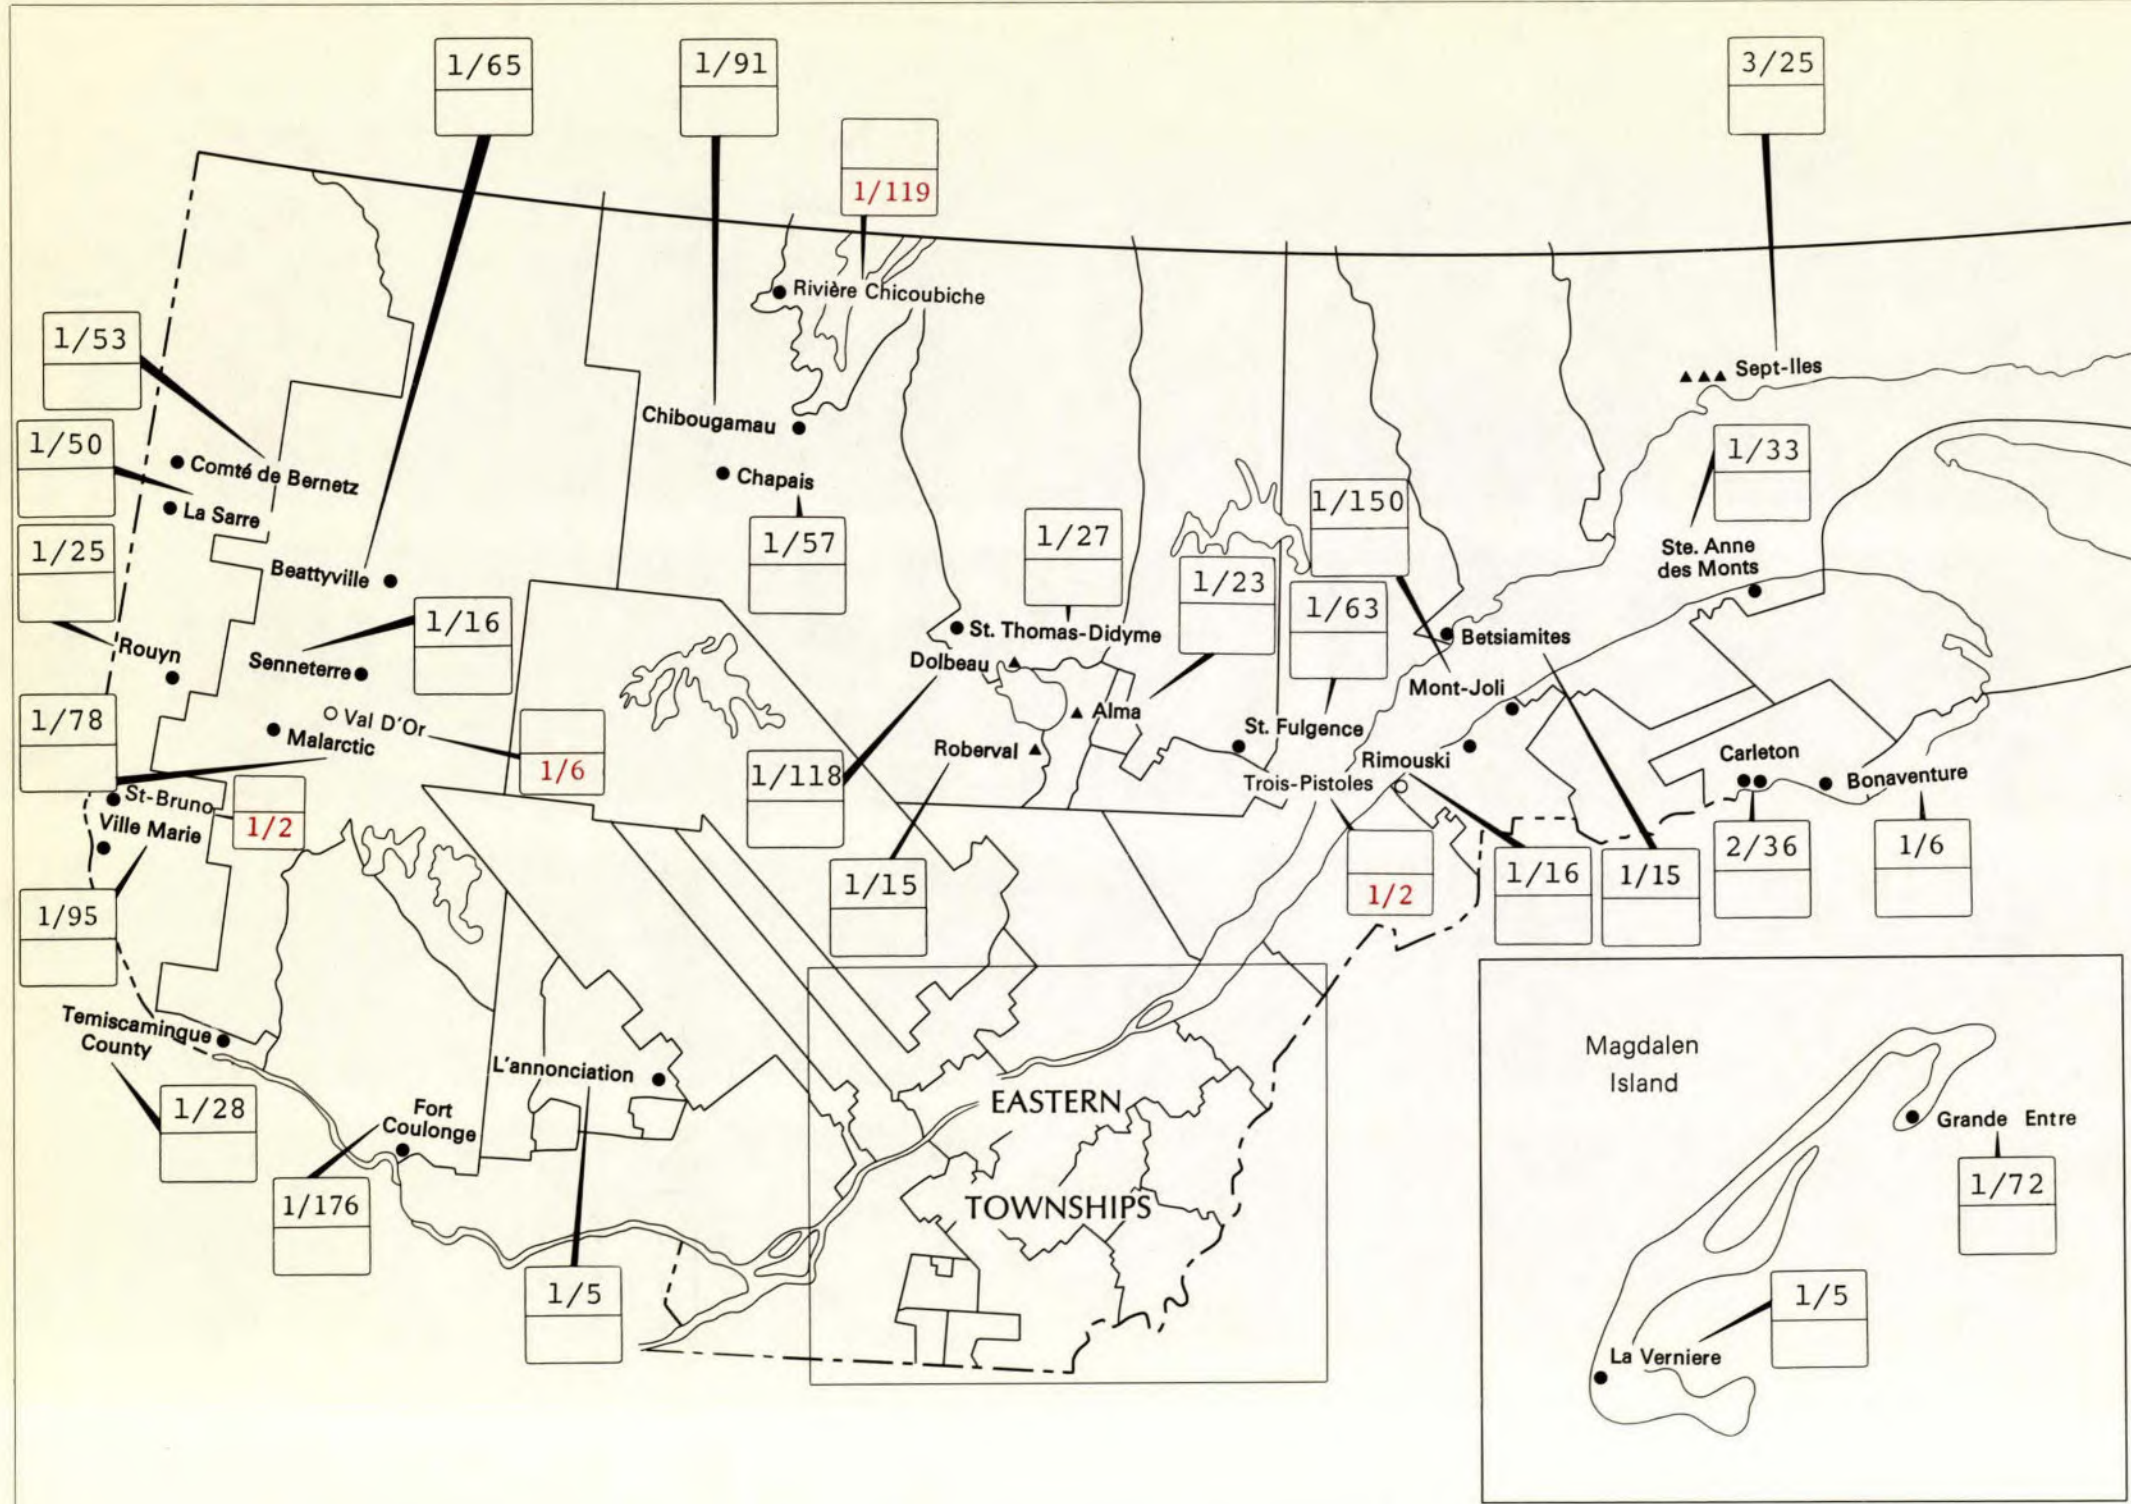 1/65
1/91
3/25
1/119
Rivière Chicoubiche
1/53
Sept-Iles
1/50
Chibougamau
1/33
Comté de Bernetz
Chapais
La Sarre
1/150
1/25
1/57
1/27
Ste. Anne
des Monts
Beattyville
1/23
1/63
1/16
Rouyn
St. Thomas-Didyme
Betsiamites
Senneterre
Dolbeau
Mont-Joli
1/78
Val D'Or
Malarctic
Alma
St. Fulgence
Roberval
Rimouski
Carleton
Bonaventure
1/6
1/118
Trois-Pistoles
St-Bruno
1/2
Ville Marie
1/15
1/2
1/16
1/15
2/36
1/6
1/95
Temiscamingue
County
L'annonciation
Magdalen
Island
1/28
Fort
Coulonge
EASTERN
TOWNSHIPS
Grande Entre
1/72
1/176
1/5
1/5
La Verniere